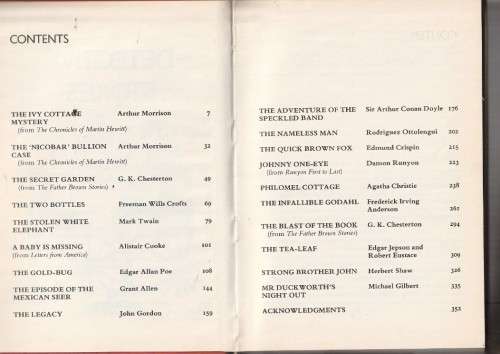 CONTENTS
THE IVY COTTAGE Arthur Morrison 7
MYSTERY
(from The Chronicles of Martin Hewitt)
THE 'NICOBAR' BULLION Arthur Morrison 32
CASE
(from The Chronicles of Martin Hewitt)
THE SECRET GARDEN G. K. Chesterton 49
(from The Father Brown Stories)
THE TWO BOTTLES Freeman Wills Crofts 69
THE STOLEN WHITE Mark Twain 79
ELEPHANT
A BABY IS MISSING Alistair Cooke 101
(from Letters from America)
THE GOLD-BUG Edgar Allan Poe 108
THE EPISODE OF THE Grant Allen 144
MEXICAN SEER
THE LEGACY John Gordon 159
THE ADVENTURE OF THE Sir Arthur Conan Doyle 176
SPECKLED BAND
THE NAMELESS MAN Rodriguez Ottolengui 202
THE QUICK BROWN FOX Edmund Crispin 215
JOHNNY ONE-EYE Damon Runyon 223
(from Runyon First to Last)
PHILOMEL COTTAGE Agatha Christie 238
THE INFALLIBLE GODAHL Frederick Irving
Anderson 262
THE BLAST OF THE BOOK G. K. Chesterton 294
(from The Father Brown Stories)
THE TEA-LEAF Edgar Jepson and
Robert Eustace 309
STRONG BROTHER JOHN Herbert Shaw 326
MR DUCKWORTH'S Michael Gilbert 335
NIGHT OUT
ACKNOWLEDGMENTS 352